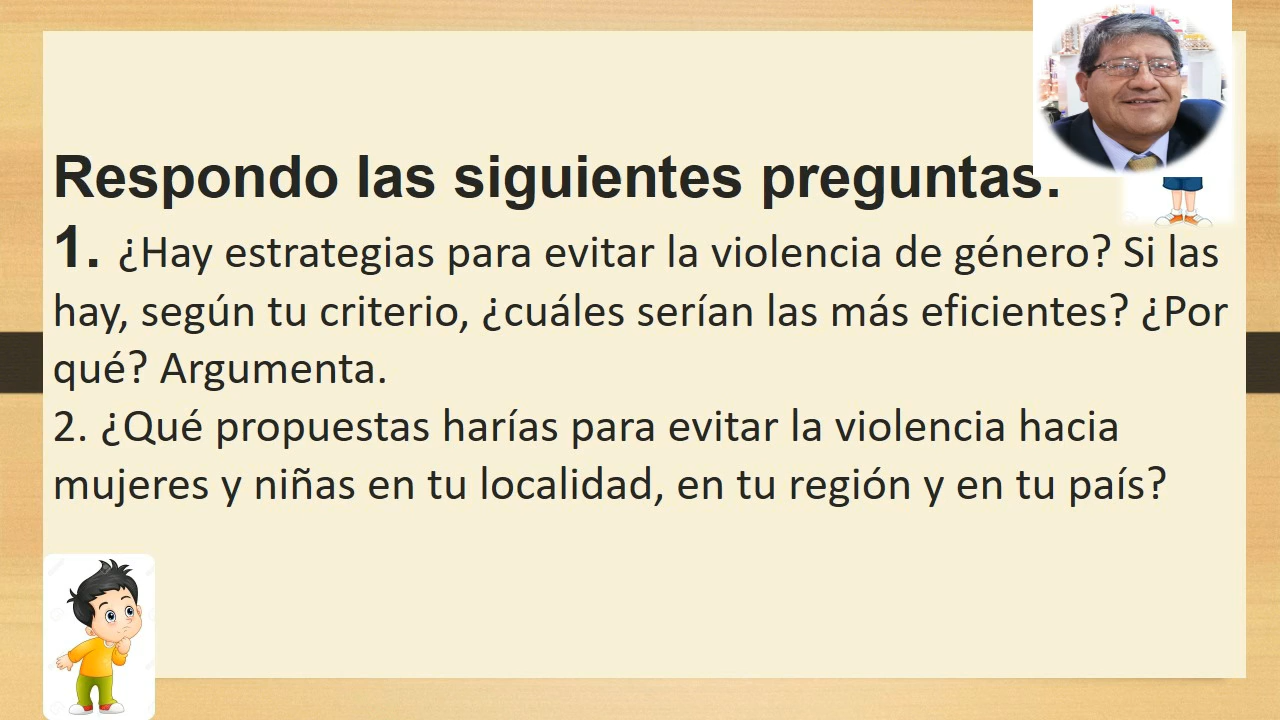 Respondo las siguientes preguntas.
1. ¿Hay estrategias para evitar la violencia de género? Si las
hay, según tu criterio, ¿cuáles serían las más eficientes? ¿Por
qué? Argumenta.
2. ¿Qué propuestas harías para evitar la violencia hacia
mujeres y niñas en tu localidad, en tu región y en tu país?